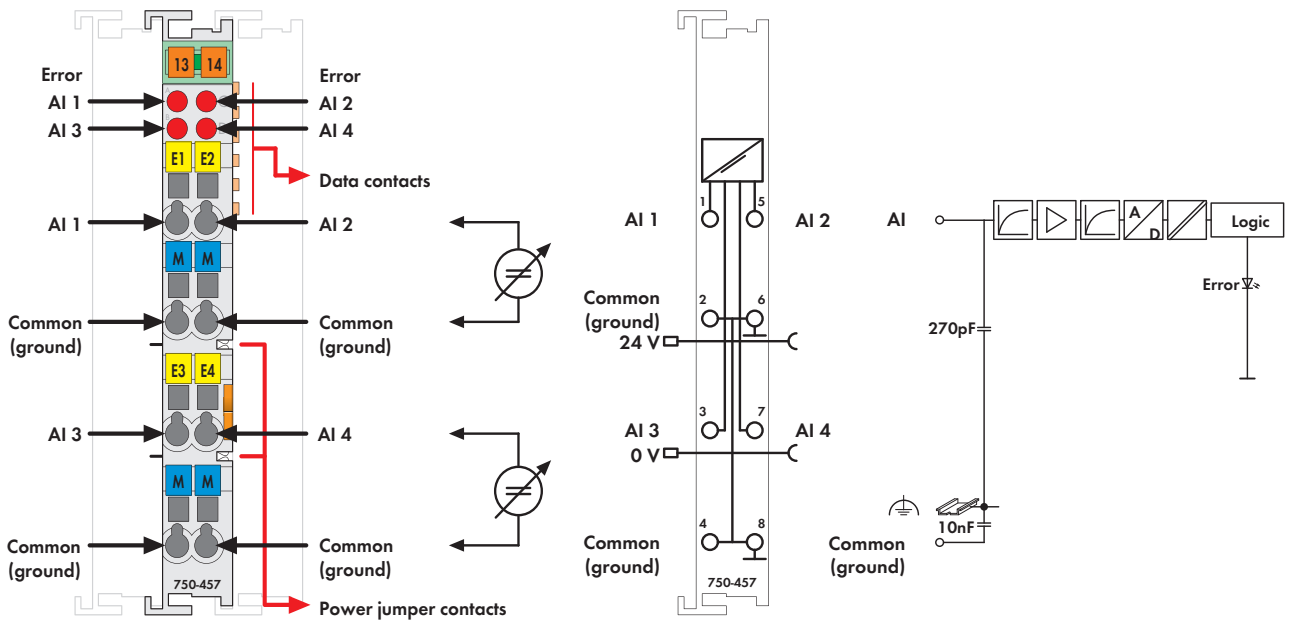 13 14
Error Error
AI 1 AI 2
AI 3 AI 4
E1 E2
Data contacts
AI 1 AI 2
M M
Common (ground) Common (ground)
E3 E4
AI 3 AI 4
M M
Common (ground) Common (ground)
750-457
Power jumper contacts
1 5
AI 1 AI 2
2 6
Common (ground)
24 V
3 7
AI 3 AI 4
0 V
4 8
Common (ground)
750-457
AI
A D
Logic
Error
270pF
10nF
Common (ground)